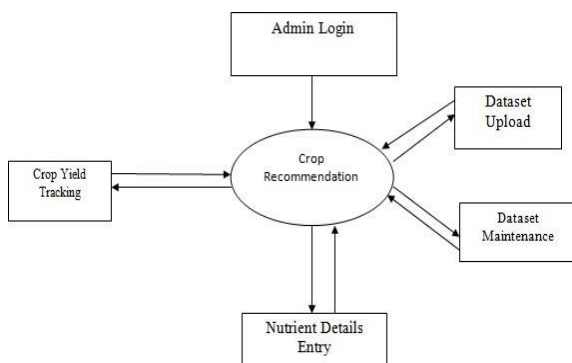 Admin Login
Dataset
Upload
Crop
Recommendation
Crop Yield
Tracking
Dataset
Maintenance
Nutrient Details
Entry